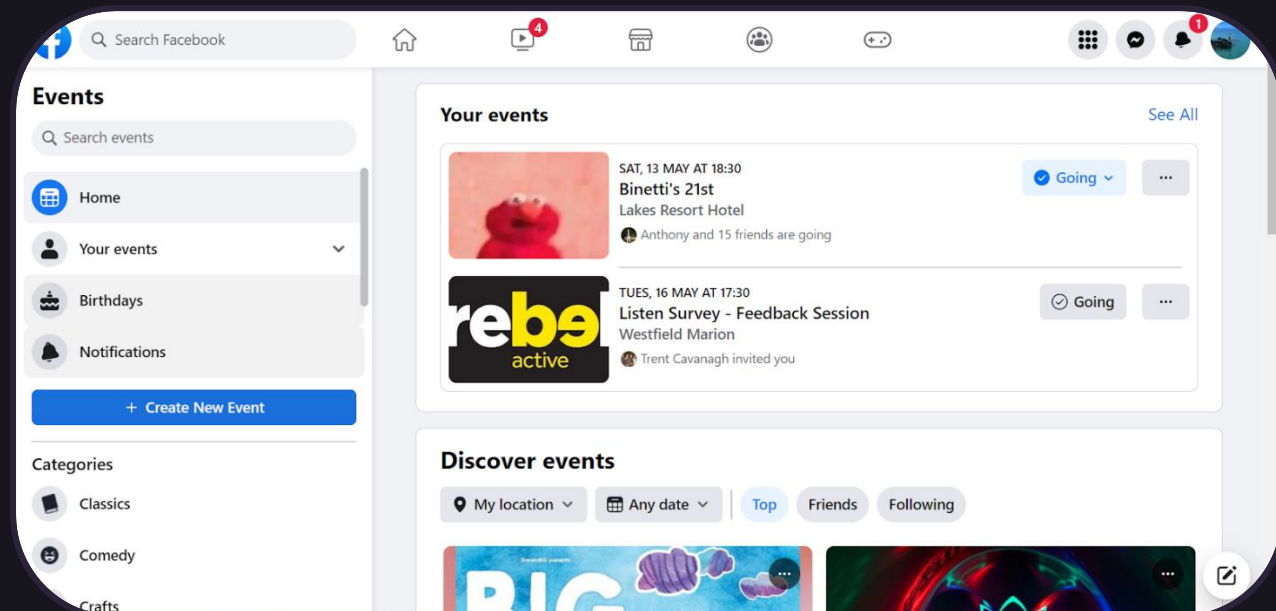 Search Facebook
4
1
Events
Search events
Home
Your events
Birthdays
Notifications
+ Create New Event
Categories
Classics
Comedy
Crafts
Your events
See All
SAT, 13 MAY AT 18:30
Binetti's 21st
Lakes Resort Hotel
Anthony and 15 friends are going
Going
rebel
active
TUES, 16 MAY AT 17:30
Listen Survey - Feedback Session
Westfield Marion
Trent Cavanagh invited you
Going
Discover events
My location
Any date
Top
Friends
Following
BIG